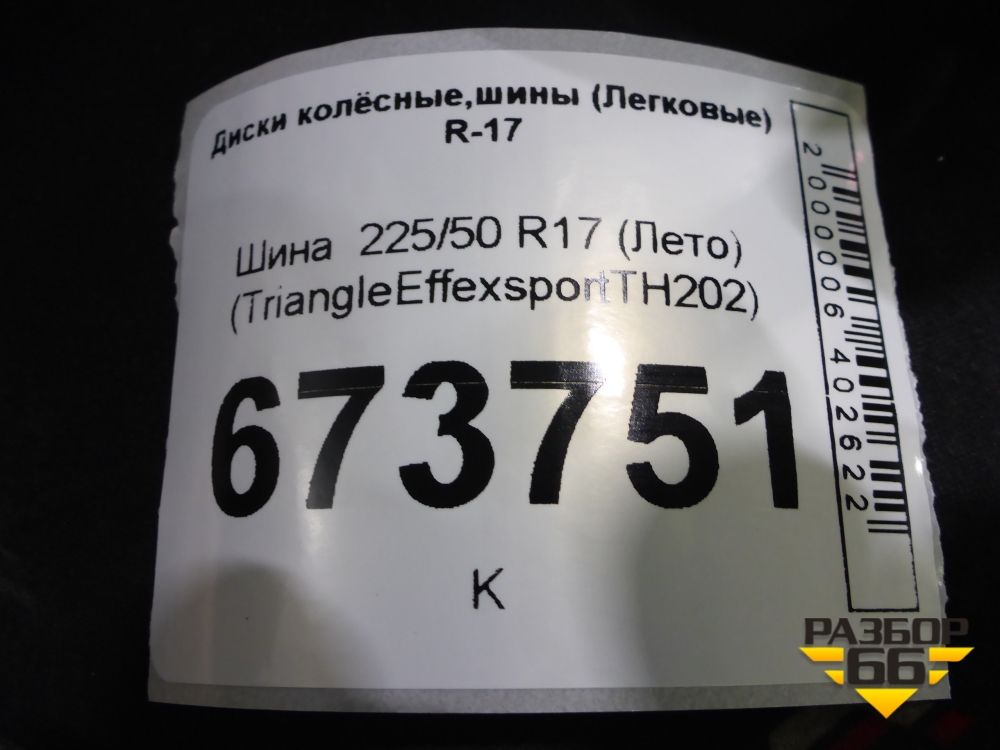 Диски колёсные,шины (Легковые)
R-17
Шина 225/50 R17 (Лето)
(TriangleEffexsportTH202)
673751
К
2000006402622
РАЗБОР
66